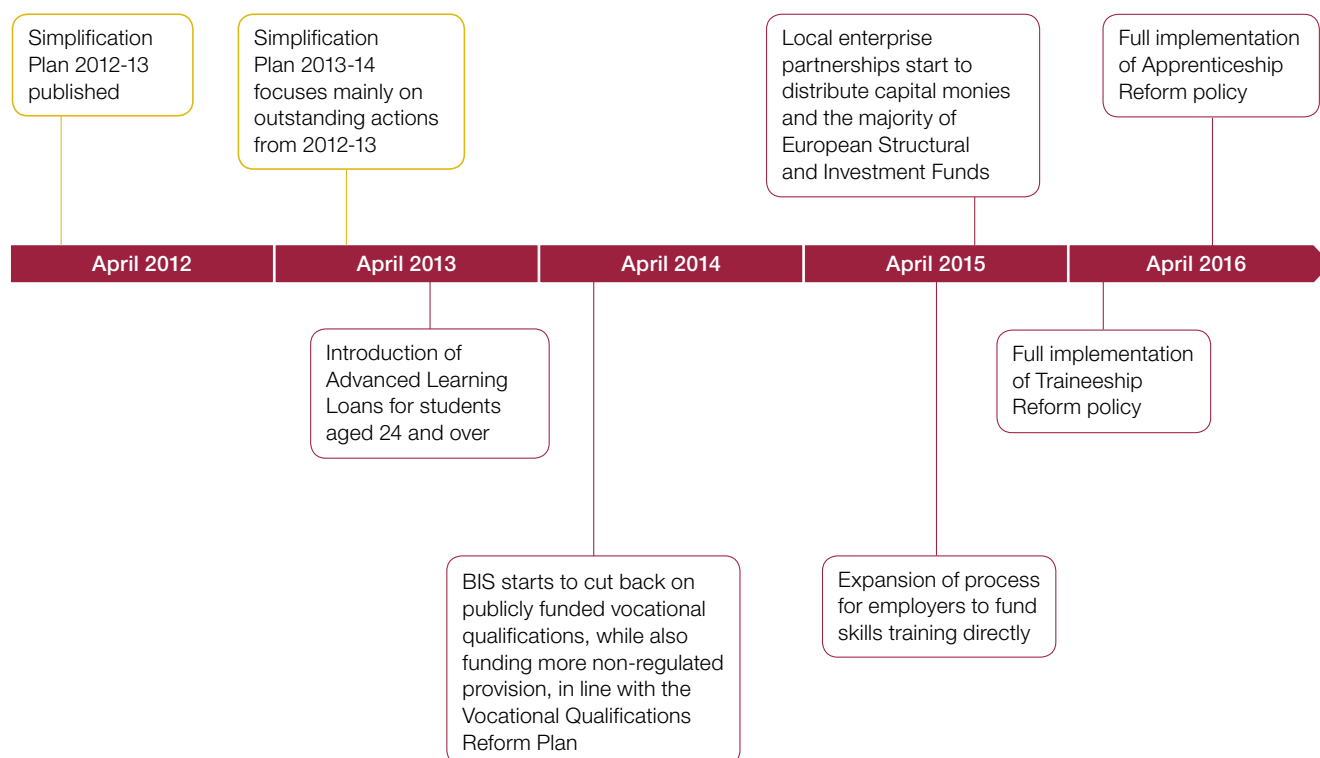 Simplification
Plan 2012-13
published
Simplification
Plan 2013-14
focuses mainly on
outstanding actions
from 2012-13
Local enterprise
partnerships start to
distribute capital monies
and the majority of
European Structural
and Investment Funds
Full implementation
of Apprenticeship
Reform policy
April 2012
April 2013
April 2014
April 2015
April 2016
Introduction of
Advanced Learning
Loans for students
aged 24 and over
Full implementation
of Traineeship
Reform policy
BIS starts to cut back on
publicly funded vocational
qualifications, while also
funding more non-regulated
provision, in line with the
Vocational Qualifications
Reform Plan
Expansion of process
for employers to fund
skills training directly